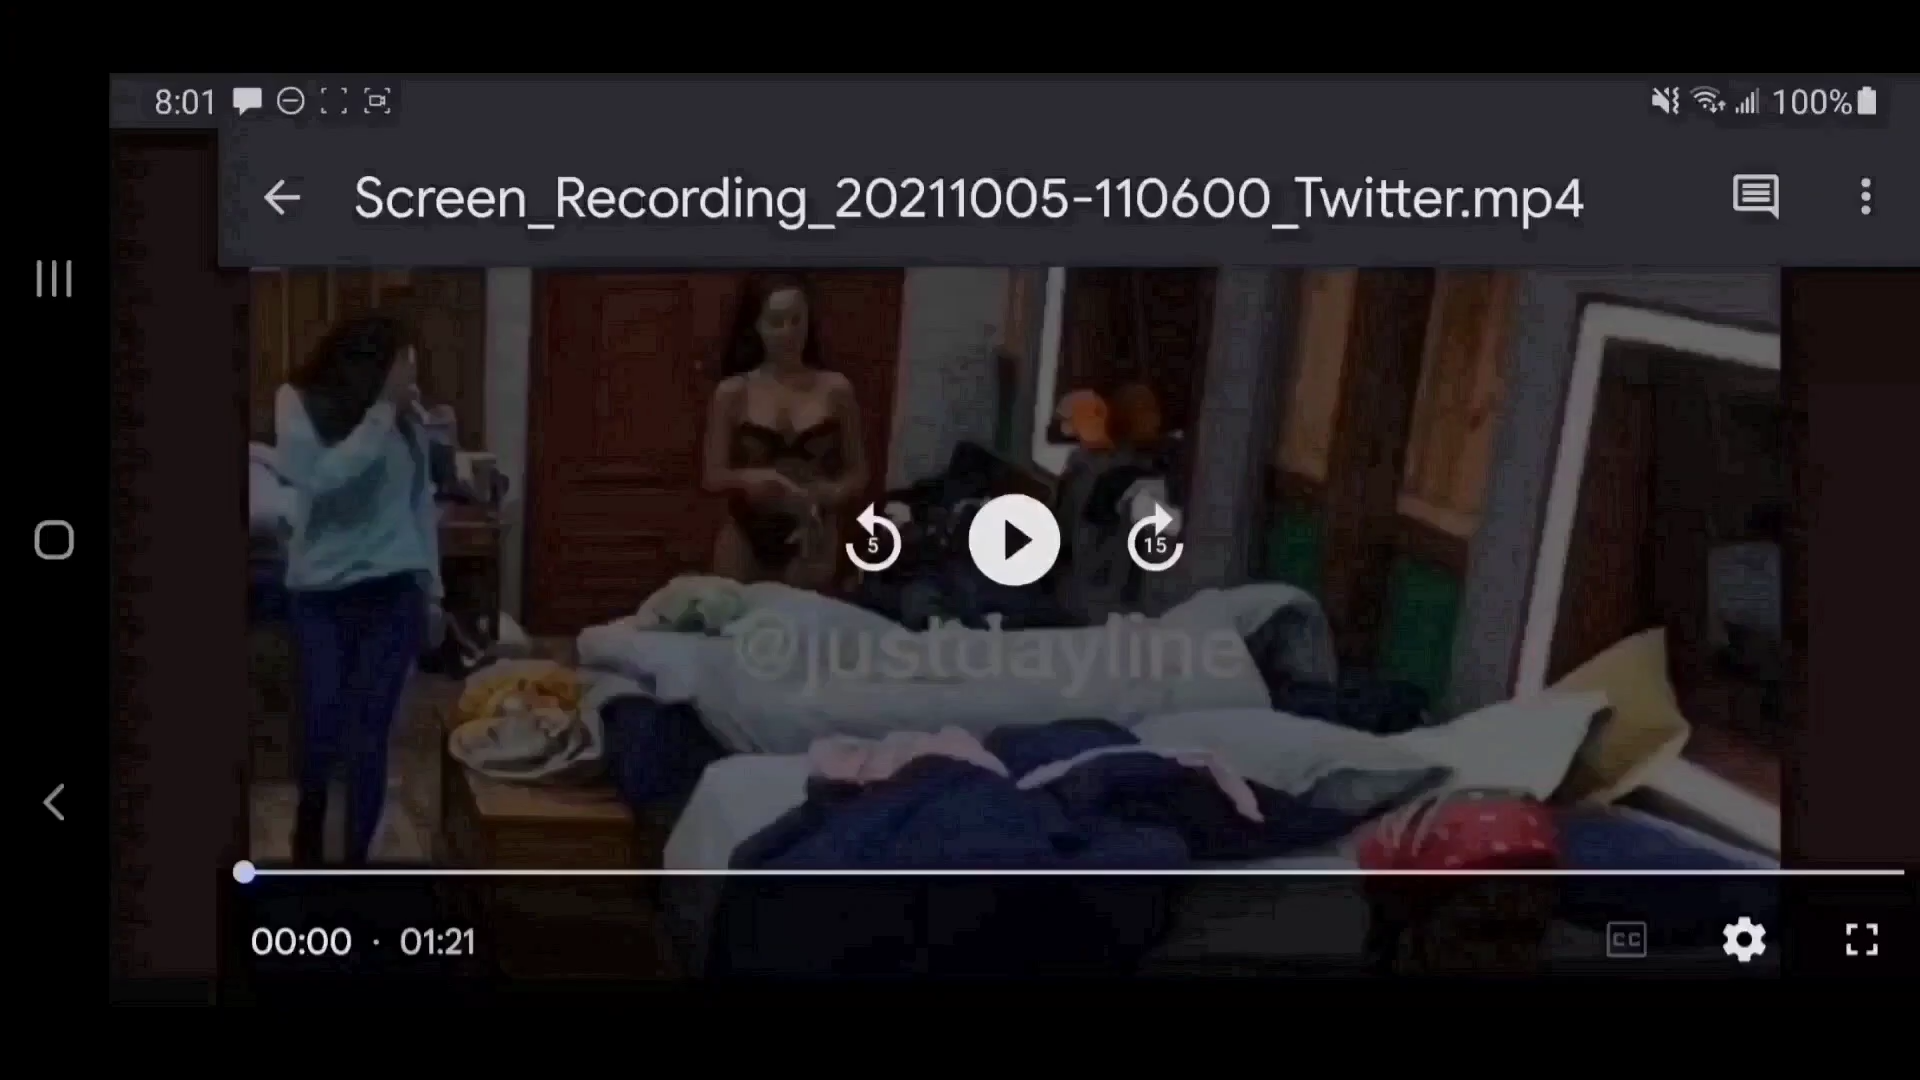 8:01
100%
Screen_Recording_20211005-110600_Twitter.mp4
5
15
@justdayline
00:00 · 01:21
CC